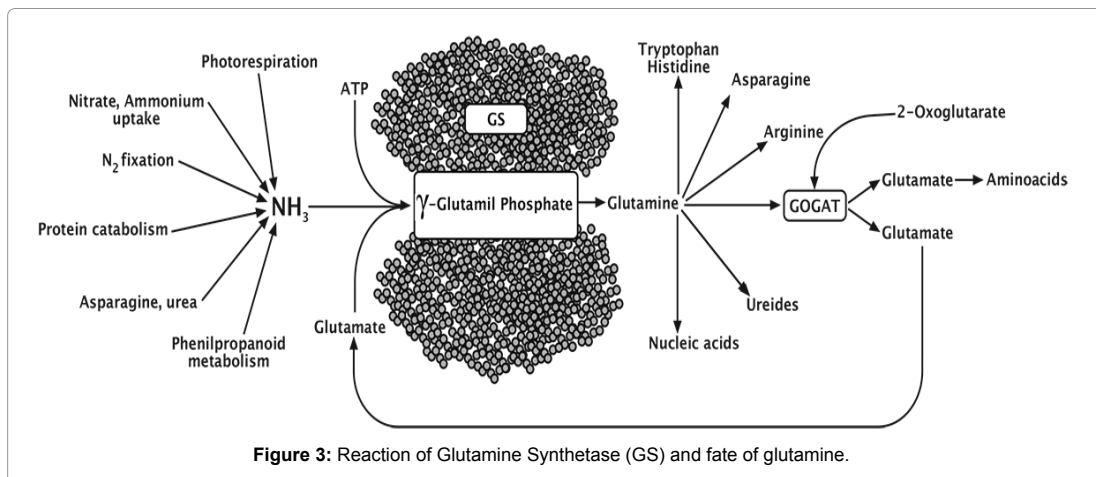 Photorespiration
Nitrate, Ammonium
uptake
N2 fixation
Protein catabolism
Asparagine, urea
Phenilpropanoid
metabolism
NH3
ATP
Glutamate
GS
γ-Glutamil Phosphate
Glutamine
Tryptophan
Histidine
Asparagine
Arginine
Ureides
Nucleic acids
2-Oxoglutarate
GOGAT
Glutamate
Aminoacids
Glutamate
Figure 3: Reaction of Glutamine Synthetase (GS) and fate of glutamine.